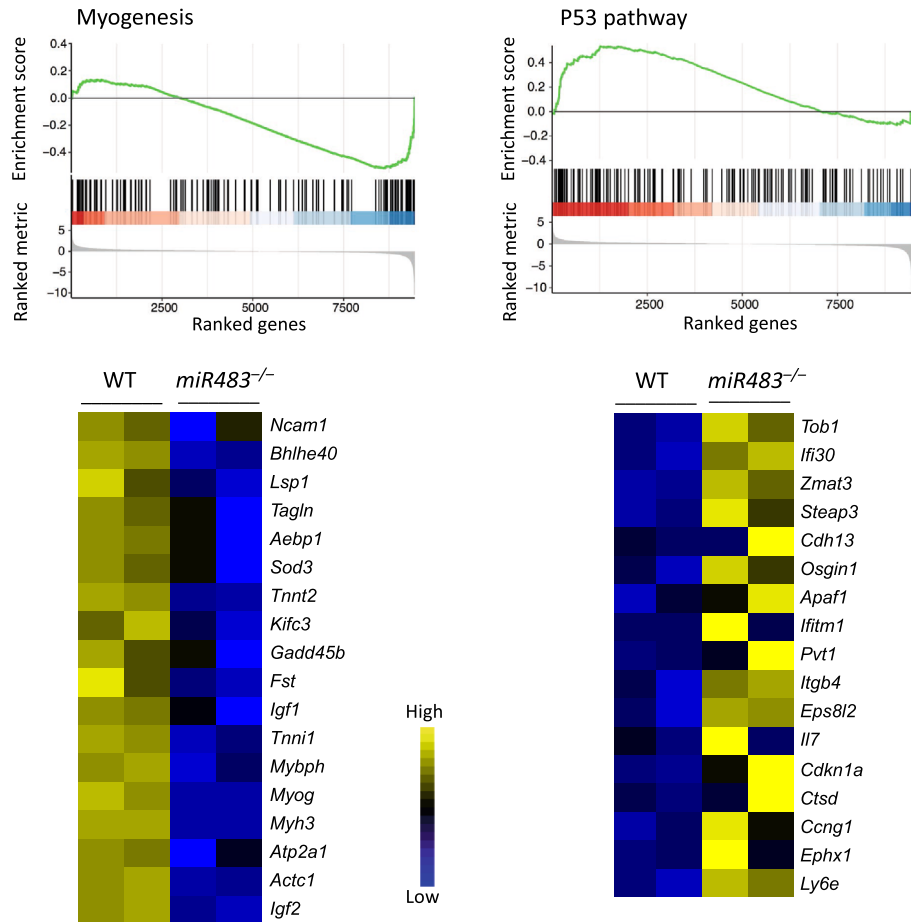 Myogenesis
Enrichment score
0.4
0.2
0.0
−0.2
−0.4
Ranked metric
5
0
−5
−10
2500 5000 7500
Ranked genes
P53 pathway
Enrichment score
0.4
0.2
0.0
−0.2
−0.4
Ranked metric
5
0
−5
−10
2500 5000 7500
Ranked genes
WT miR483−/−
Ncam1
Bhlhe40
Lsp1
Tagln
Aebp1
Sod3
Tnnt2
Kifc3
Gadd45b
Fst
Igf1
Tnni1
Mybph
Myog
Myh3
Atp2a1
Actc1
Igf2
High
Low
WT miR483−/−
Tob1
Ifi30
Zmat3
Steap3
Cdh13
Osgin1
Apaf1
Ifitm1
Pvt1
Itgb4
Eps8l2
Il7
Cdkn1a
Ctsd
Ccng1
Ephx1
Ly6e